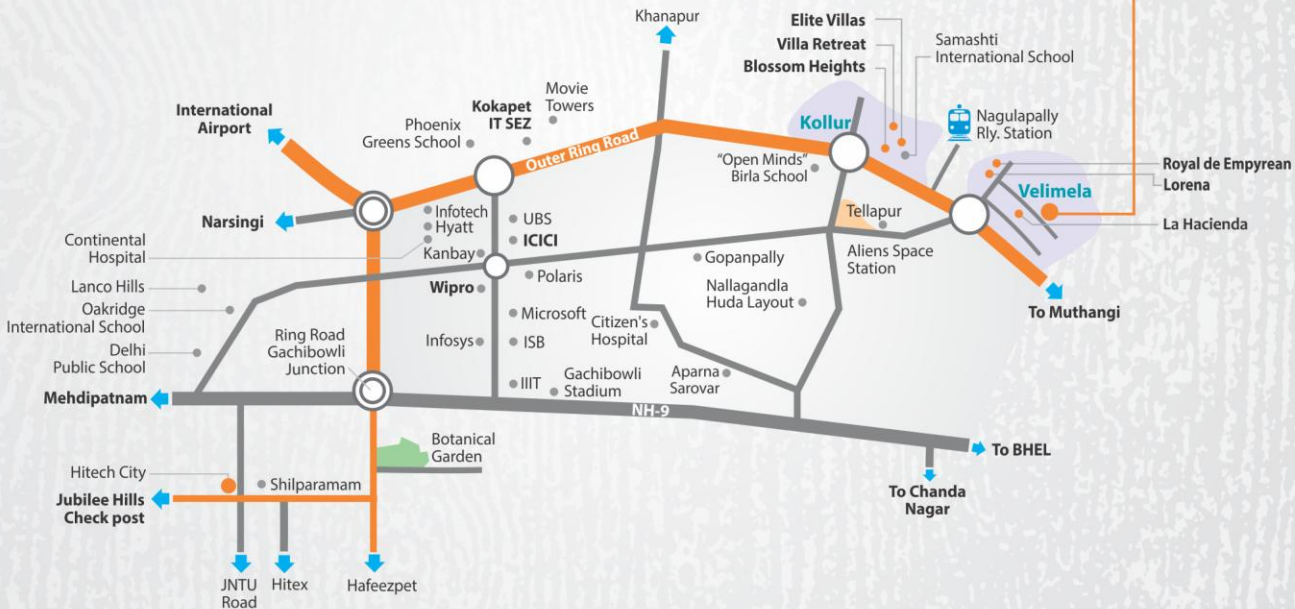 Khanapur
Elite Villas
Villa Retreat
Blossom Heights
Samashti
International School
Movie
Towers
Kokapet
IT SEZ
International
Airport
Phoenix
Greens School
Outer Ring Road
Kollur
Nagulapally
Rly. Station
"Open Minds"
Birla School
Royal de Empyrean
Lorena
Velimela
La Hacienda
Narsingi
Infotech
Hyatt
UBS
ICICI
Tellapur
Continental
Hospital
Kanbay
Gopanpally
Aliens Space
Station
Lanco Hills
Wipro
Polaris
Nallagandla
Huda Layout
To Muthangi
Oakridge
International School
Microsoft
Citizen's
Hospital
Ring Road
Gachibowli
Junction
Infosys
ISB
Delhi
Public School
IIIT
Gachibowli
Stadium
Aparna
Sarovar
Mehdipatnam
NH-9
Botanical
Garden
To BHEL
Hitech City
Shilparamam
Jubilee Hills
Check post
To Chanda
Nagar
JNTU
Road
Hitex
Hafeezpet